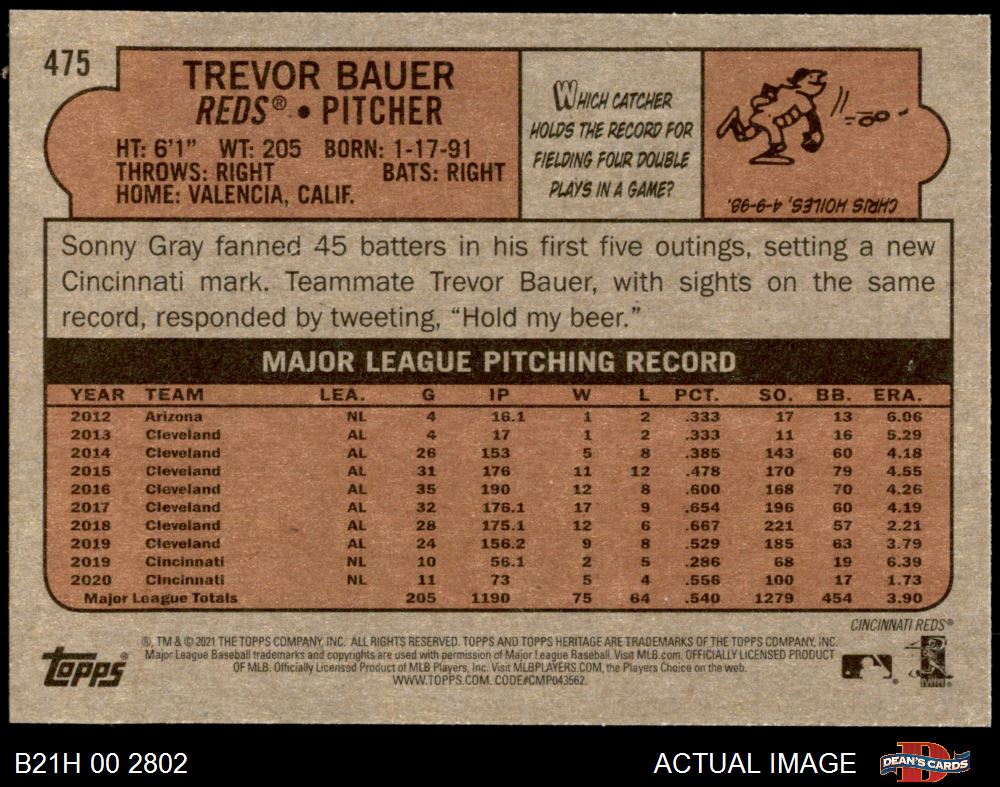 475
TREVOR BAUER
REDS® • PITCHER
HT: 6'1" WT: 205 BORN: 1-17-91
THROWS: RIGHT BATS: RIGHT
HOME: VALENCIA, CALIF.
WHICH CATCHER
HOLDS THE RECORD FOR
FIELDING FOUR DOUBLE
PLAYS IN A GAME?
CHRIS HOILES, 4-9-98.
Sonny Gray fanned 45 batters in his first five outings, setting a new
Cincinnati mark. Teammate Trevor Bauer, with sights on the same
record, responded by tweeting, “Hold my beer.”
MAJOR LEAGUE PITCHING RECORD
YEAR TEAM LEA. G IP W L PCT. SO. BB. ERA.
2012 Arizona NL 4 16.1 1 2 .333 17 13 6.06
2013 Cleveland AL 4 17 1 2 .333 11 16 5.29
2014 Cleveland AL 26 153 5 8 .385 143 60 4.18
2015 Cleveland AL 31 176 11 12 .478 170 79 4.55
2016 Cleveland AL 35 190 12 8 .600 168 70 4.26
2017 Cleveland AL 32 176.1 17 9 .654 196 60 4.19
2018 Cleveland AL 28 175.1 12 6 .667 221 57 2.21
2019 Cleveland AL 24 156.2 9 8 .529 185 63 3.79
2019 Cincinnati NL 10 56.1 2 5 .286 68 19 6.39
2020 Cincinnati NL 11 73 5 4 .556 100 17 1.73
Major League Totals 205 1190 75 64 .540 1279 454 3.90
CINCINNATI REDS®
®, TM & © 2021 THE TOPPS COMPANY, INC. ALL RIGHTS RESERVED. TOPPS AND TOPPS HERITAGE ARE TRADEMARKS OF THE TOPPS COMPANY, INC.
Major League Baseball trademarks and copyrights are used with permission of Major League Baseball. Visit MLB.com. OFFICIALLY LICENSED PRODUCT
OF MLB. Officially Licensed Product of MLB Players, Inc. Visit MLBPLAYERS.COM, the Players Choice on the web.
WWW.TOPPS.COM. CODE#CMP043562.
TOPPS®
B21H 00 2802
ACTUAL IMAGE
DEAN'S CARDS